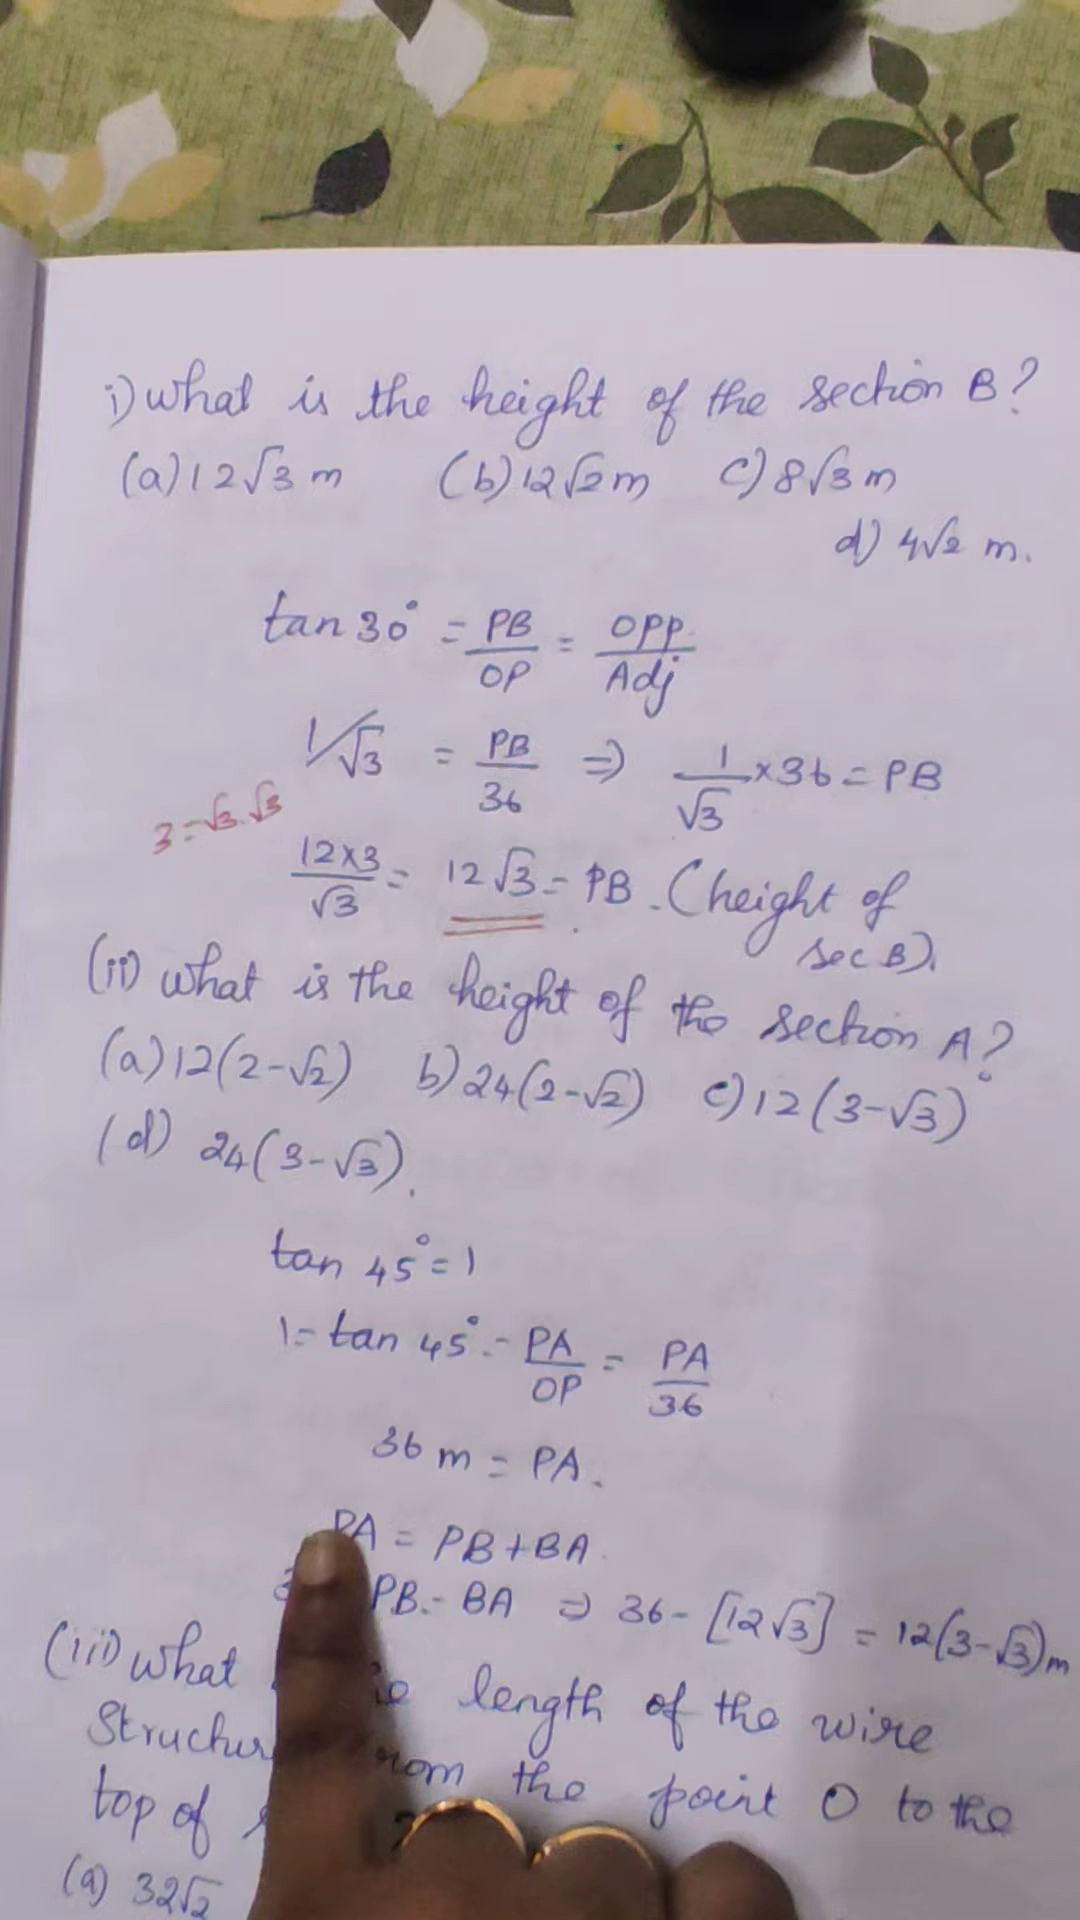 i) what is the height of the section B?
(a) 12√3 m (b) 12√2 m c) 8√3 m
d) 4√2 m.
tan 30° = PB/OP = OPP./Adj
1/√3 = PB/36 ⇒ 1/√3 × 36 = PB
3 = √3.√3
12×3/√3 = 12√3 = PB. (height of
sec B).
(ii) what is the height of the section A?
(a) 12(2-√2) b) 24(2-√2) c) 12(3-√3)
(d) 24(3-√3).
tan 45° = 1
1 = tan 45° = PA/OP = PA/36
36 m = PA.
PA = PB + BA.
PB = BA ⇒ 36 - [12√3] = 12(3-√3) m
(iii) what length of the wire
the point O to the
top of
(a) 32√2